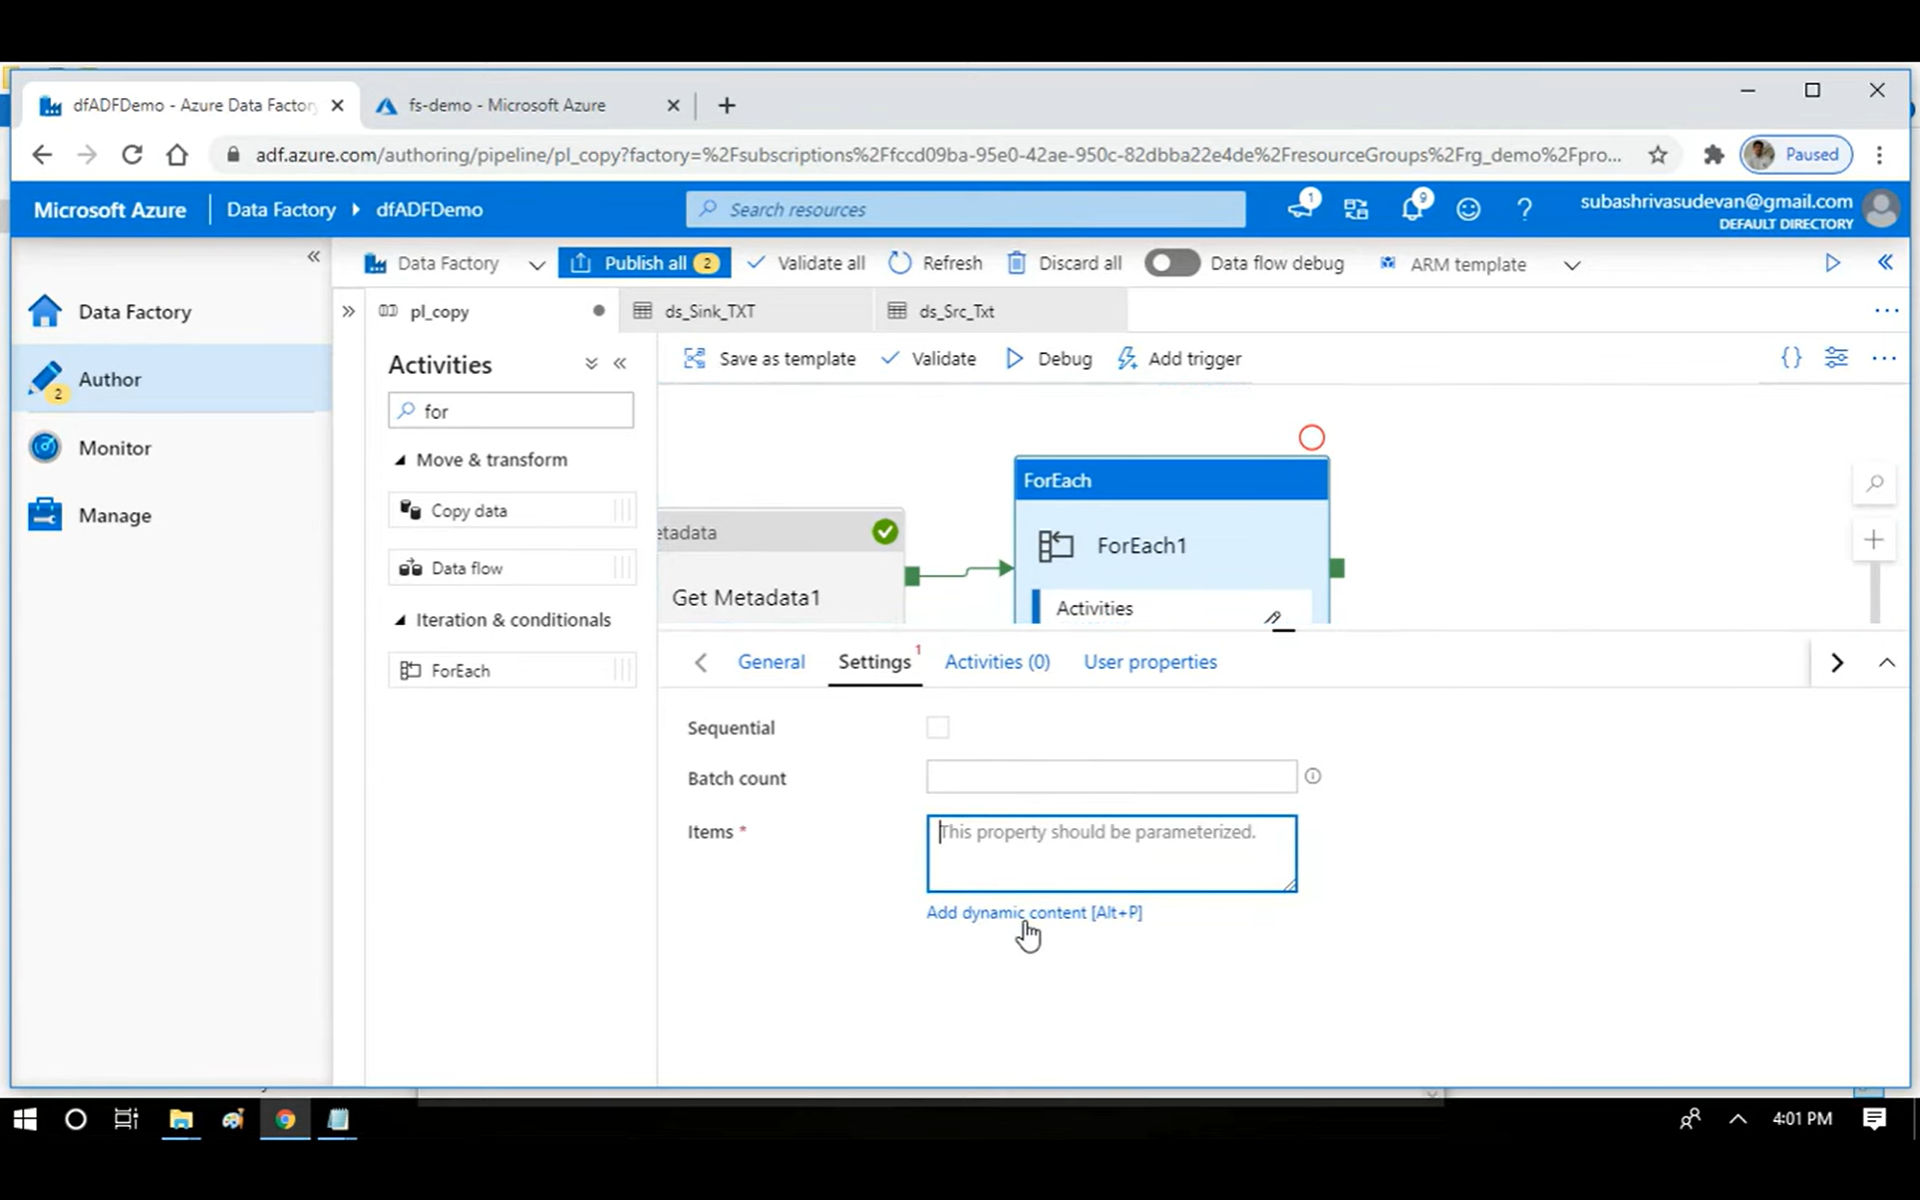 dfADFDemo - Azure Data Factory
fs-demo - Microsoft Azure
adf.azure.com/authoring/pipeline/pl_copy?factory=%2Fsubscriptions%2Ffccd09ba-95e0-42ae-950c-82dbba22e4de%2FresourceGroups%2Frg_demo%2Fpro...
Paused
Microsoft Azure
Data Factory
dfADFDemo
Search resources
1
9
?
subashrivasudevan@gmail.com
DEFAULT DIRECTORY
Data Factory
Author
2
Monitor
Manage
Data Factory
Publish all 2
Validate all
Refresh
Discard all
Data flow debug
ARM template
pl_copy
ds_Sink_TXT
ds_Src_Txt
Activities
for
Move & transform
Copy data
Data flow
Iteration & conditionals
ForEach
Save as template
Validate
Debug
Add trigger
{}
etadata
Get Metadata1
ForEach
ForEach1
Activities
General
Settings 1
Activities (0)
User properties
Sequential
Batch count
Items *
This property should be parameterized.
Add dynamic content [Alt+P]
4:01 PM